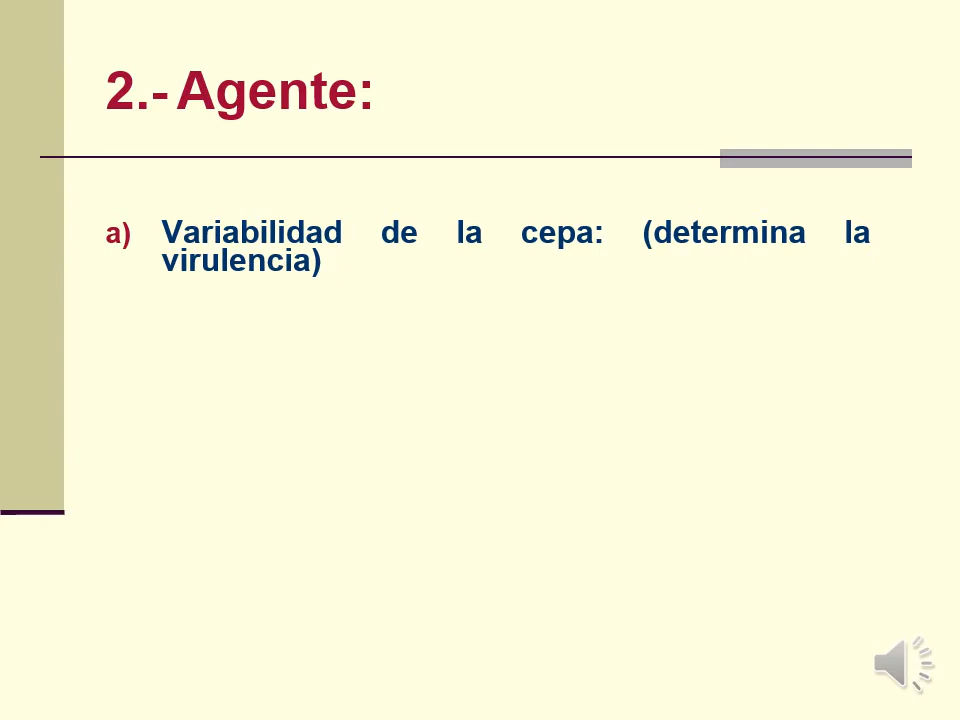 2.- Agente:
a) Variabilidad de la cepa: (determina la
virulencia)